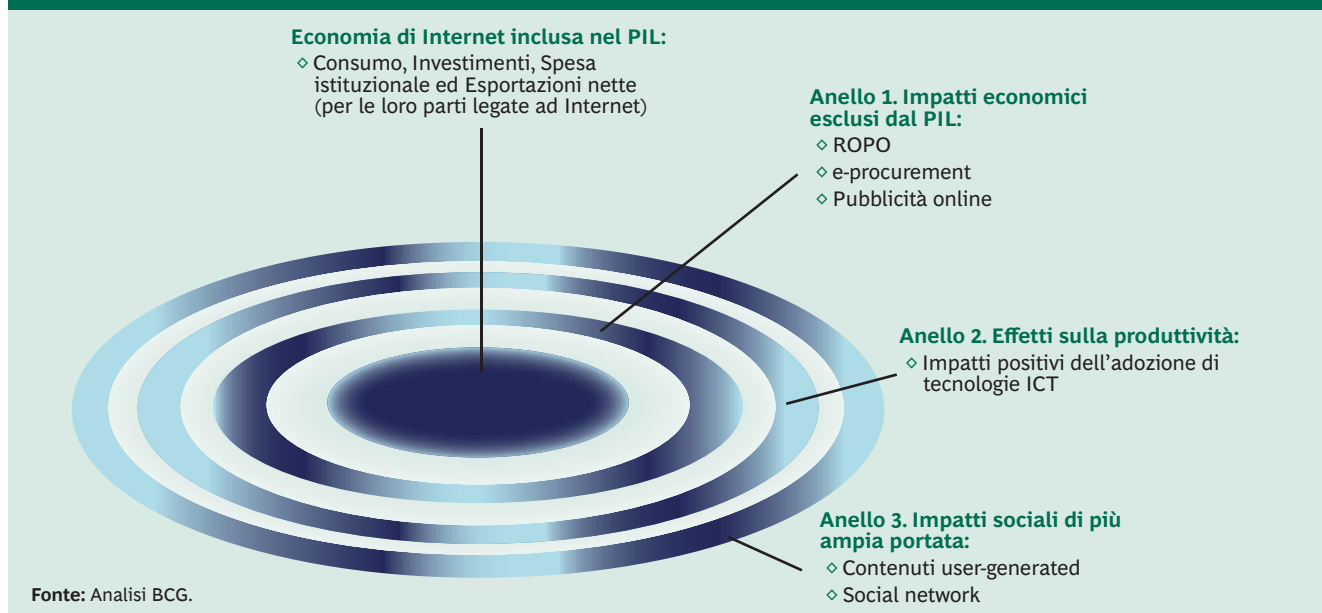 Economia di Internet inclusa nel PIL:
◇ Consumo, Investimenti, Spesa
istituzionale ed Esportazioni nette
(per le loro parti legate ad Internet)
Anello 1. Impatti economici
esclusi dal PIL:
◇ ROPO
◇ e-procurement
◇ Pubblicità online
Anello 2. Effetti sulla produttività:
◇ Impatti positivi dell'adozione di
tecnologie ICT
Anello 3. Impatti sociali di più
ampia portata:
◇ Contenuti user-generated
◇ Social network
Fonte: Analisi BCG.